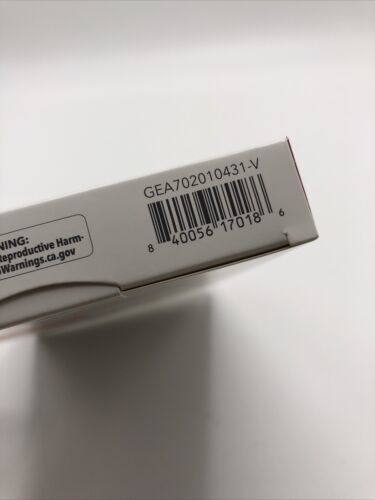 GEA702010431-V
8 40056 17018 6
NING:
Reproductive Harm-
Warnings.ca.gov